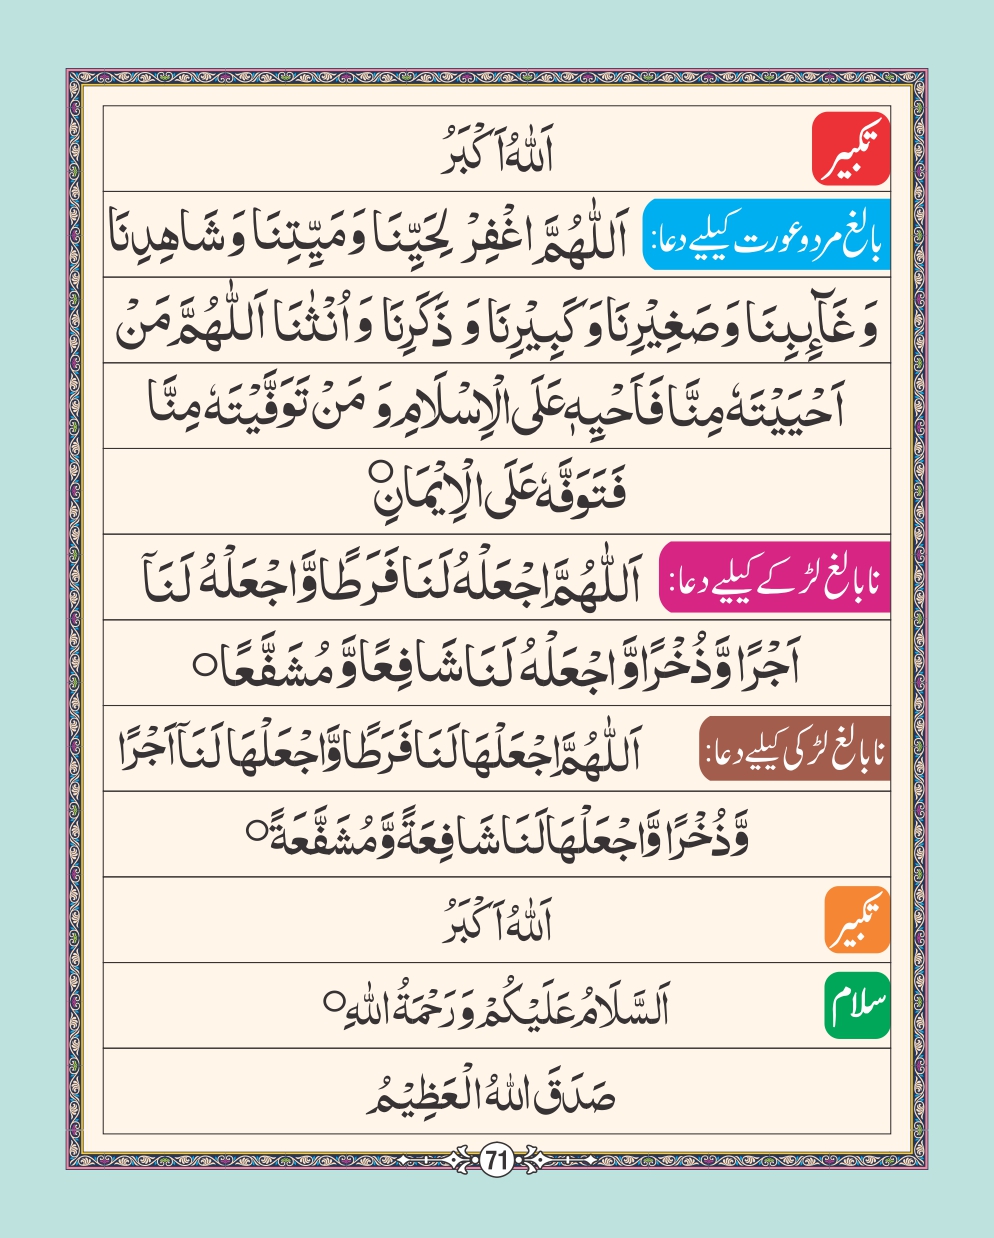 تکبیر اَللّٰهُ اَكْبَرُ
بالغ مرد و عورت کیلیے دعا: اَللّٰهُمَّ اغْفِرْ لِحَيِّنَا وَمَيِّتِنَا وَشَاهِدِنَا
وَ غَآئِبِنَا وَصَغِيْرِنَا وَكَبِيْرِنَا وَ ذَكَرِنَا وَاُنْثٰنَا اَللّٰهُمَّ مَنْ
اَحْيَيْتَهٗ مِنَّا فَاَحْيِهٖ عَلَى الْاِسْلَامِ وَ مَنْ تَوَفَّيْتَهٗ مِنَّا
فَتَوَفَّهٗ عَلَى الْاِيْمَانِ○
نابالغ لڑکے کیلیے دعا: اَللّٰهُمَّ اجْعَلْهُ لَنَا فَرَطًا وَّاجْعَلْهُ لَنَآ
اَجْرًا وَّذُخْرًا وَّ اجْعَلْهُ لَنَا شَافِعًا وَّ مُشَفَّعًا○
نابالغ لڑکی کیلیے دعا: اَللّٰهُمَّ اجْعَلْهَا لَنَا فَرَطًا وَّاجْعَلْهَا لَنَآ اَجْرًا
وَّذُخْرًا وَّاجْعَلْهَا لَنَا شَافِعَةً وَّمُشَفَّعَةً○
تکبیر اَللّٰهُ اَكْبَرُ
سلام اَلسَّلَامُ عَلَيْكُمْ وَرَحْمَةُ اللّٰهِ○
صَدَقَ اللّٰهُ الْعَظِيْمُ
71